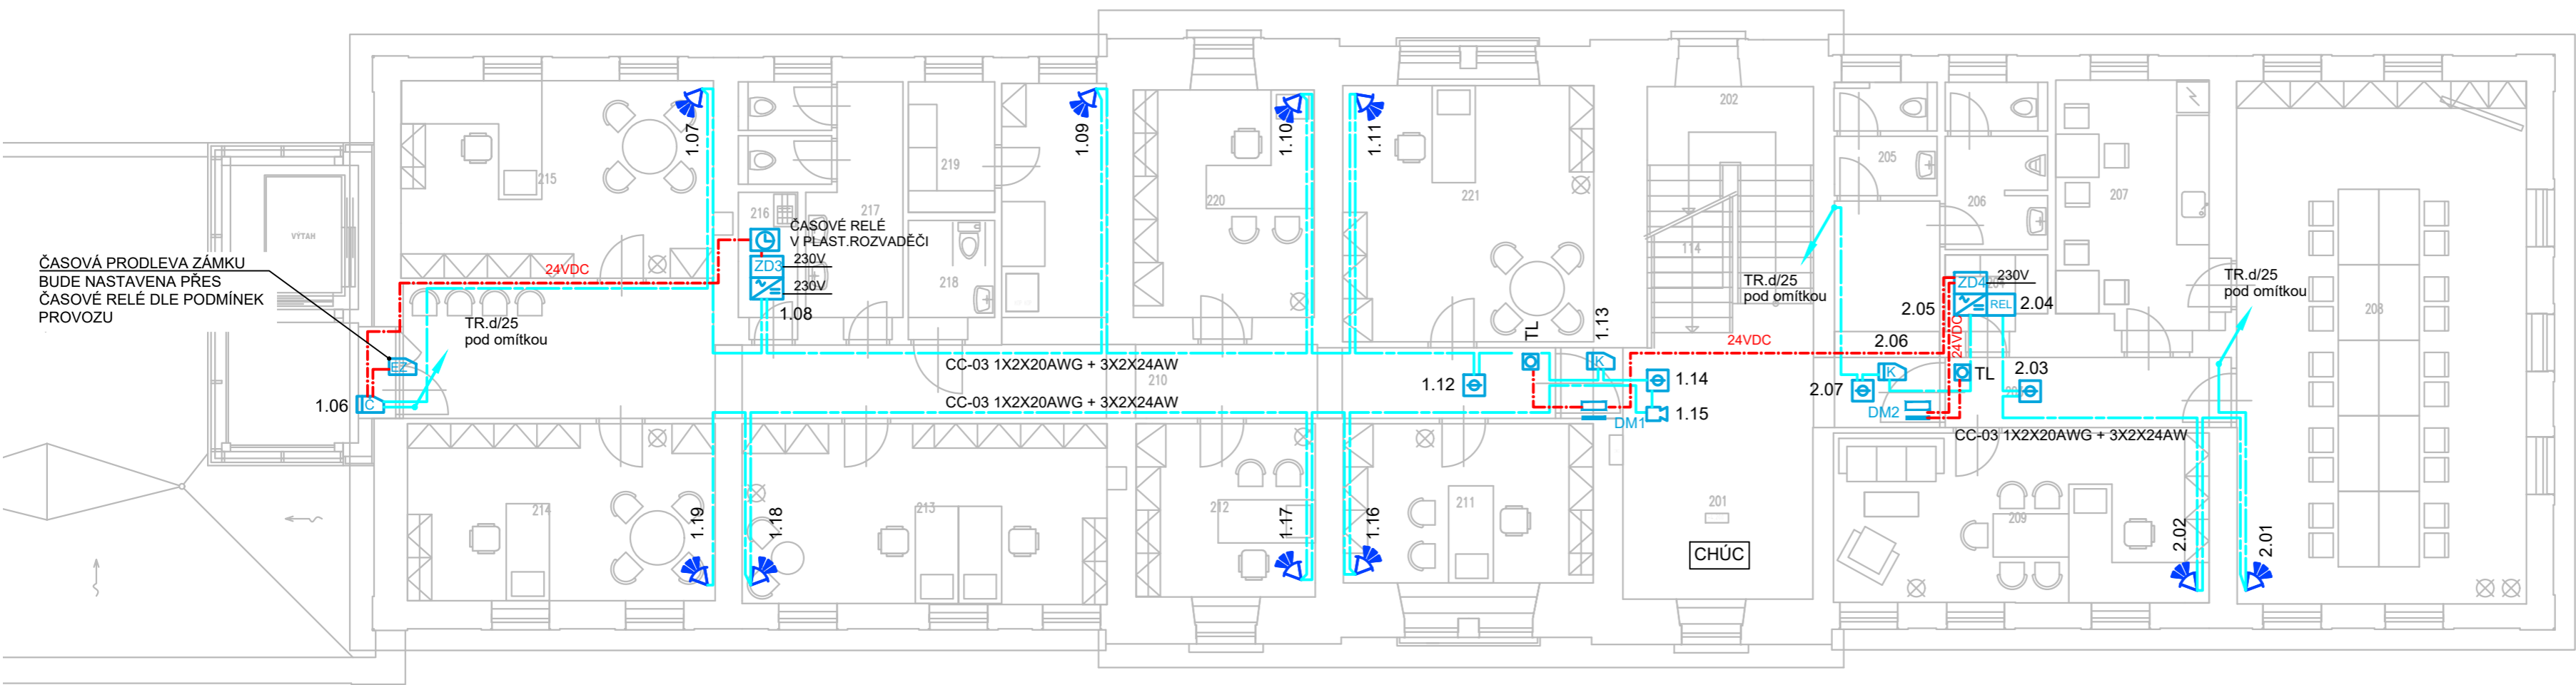 ČASOVÁ PRODLEVA ZÁMKU
BUDE NASTAVENA PŘES
ČASOVÉ RELÉ DLE PODMÍNEK
PROVOZU
VÝTAH
1.06
Č
EZ
TR.d/25
pod omítkou
24VDC
215
1.07
216
217
219
218
ČASOVÉ RELÉ
V PLAST.ROZVADĚČI
ZD3
230V
230V
1.08
1.09
220
1.10
1.11
221
202
114
CC-03 1X2X20AWG + 3X2X24AW
210
CC-03 1X2X20AWG + 3X2X24AW
1.12
TL
1.13
K
1.14
1.15
DM1
24VDC
TR.d/25
pod omítkou
205
206
207
208
ZD4
230V
REL
2.04
2.05
24VDC
2.06
K
2.07
TL
2.03
DM2
CC-03 1X2X20AWG + 3X2X24AW
TR.d/25
pod omítkou
214
1.19
1.18
213
212
1.17
1.16
211
201
CHÚC
209
2.02
2.01